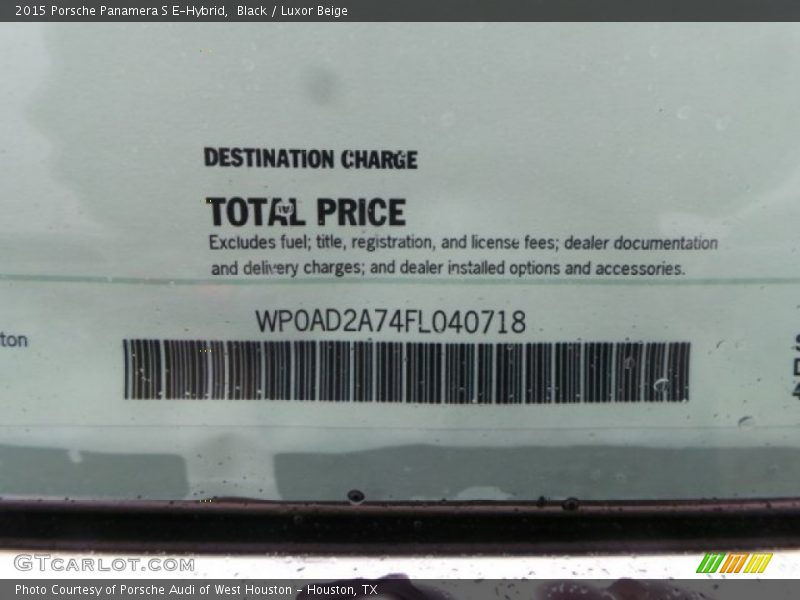 2015 Porsche Panamera S E-Hybrid, Black / Luxor Beige
DESTINATION CHARGE
TOTAL PRICE
Excludes fuel; title, registration, and license fees; dealer documentation
and delivery charges; and dealer installed options and accessories.
WP0AD2A74FL040718
ton
GTCARLOT.COM
Photo Courtesy of Porsche Audi of West Houston - Houston, TX